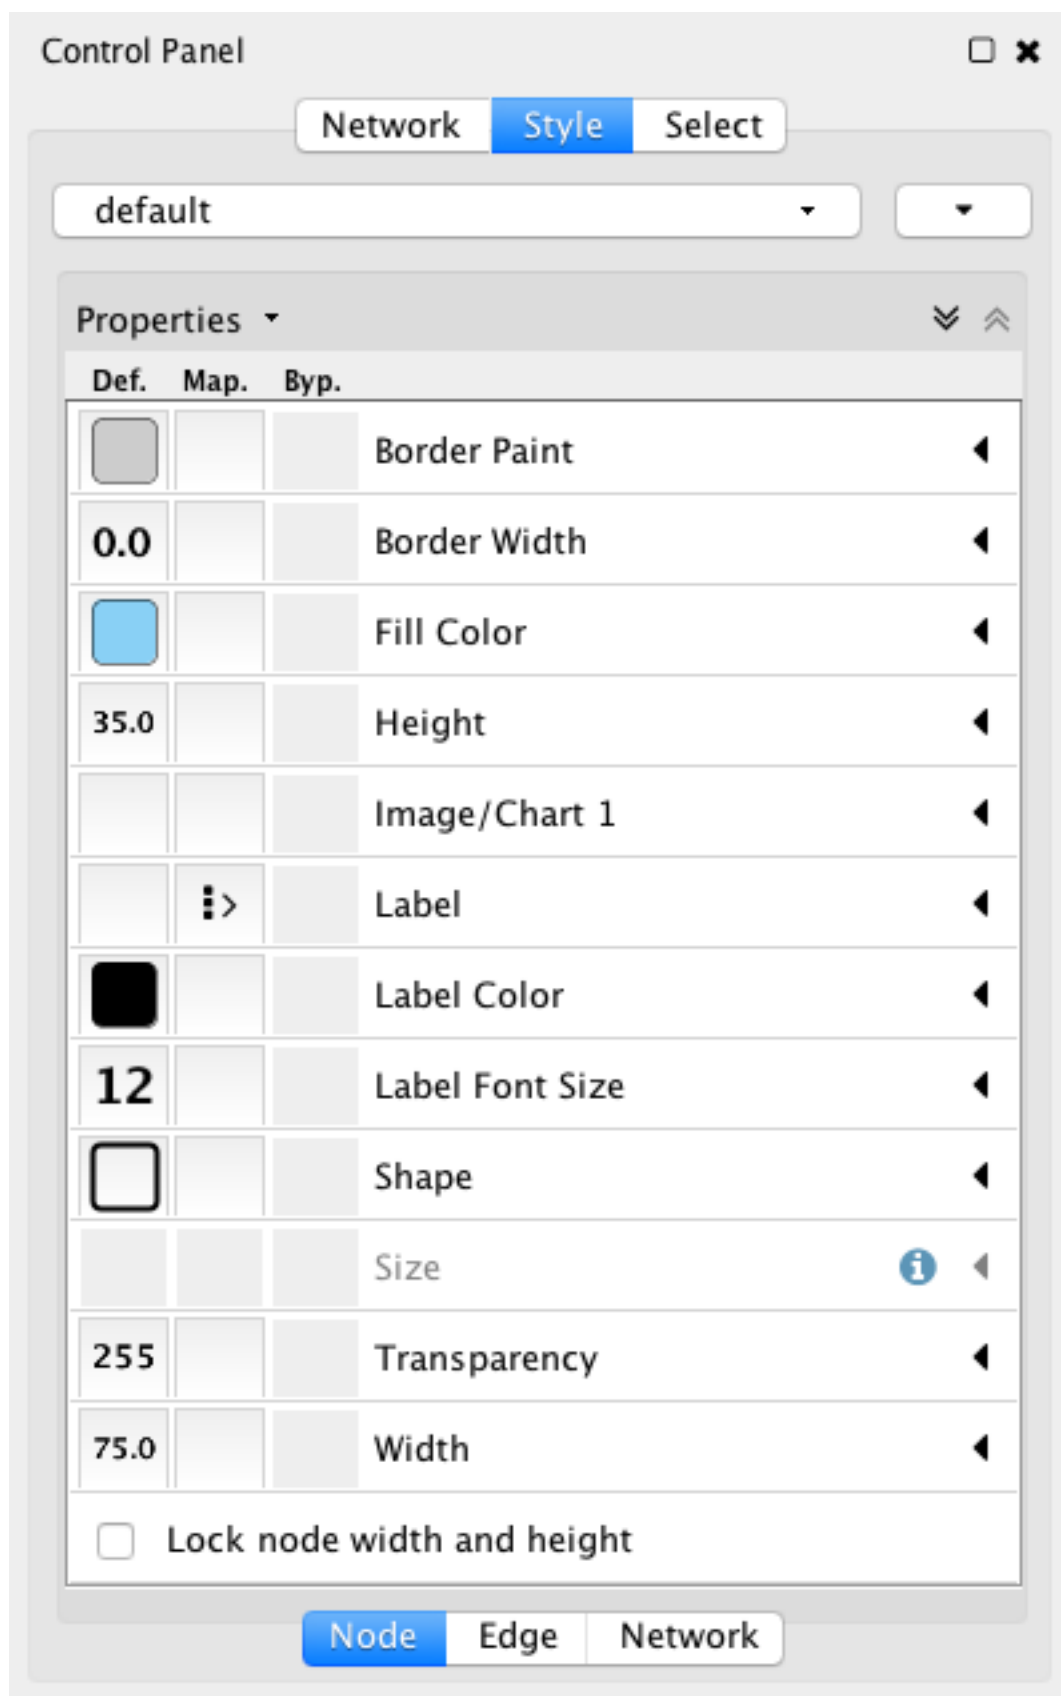 Control Panel
Network Style Select
default
Properties
Def. Map. Byp.
Border Paint
0.0 Border Width
Fill Color
35.0 Height
Image/Chart 1
Label
Label Color
12 Label Font Size
Shape
Size
255 Transparency
75.0 Width
Lock node width and height
Node Edge Network